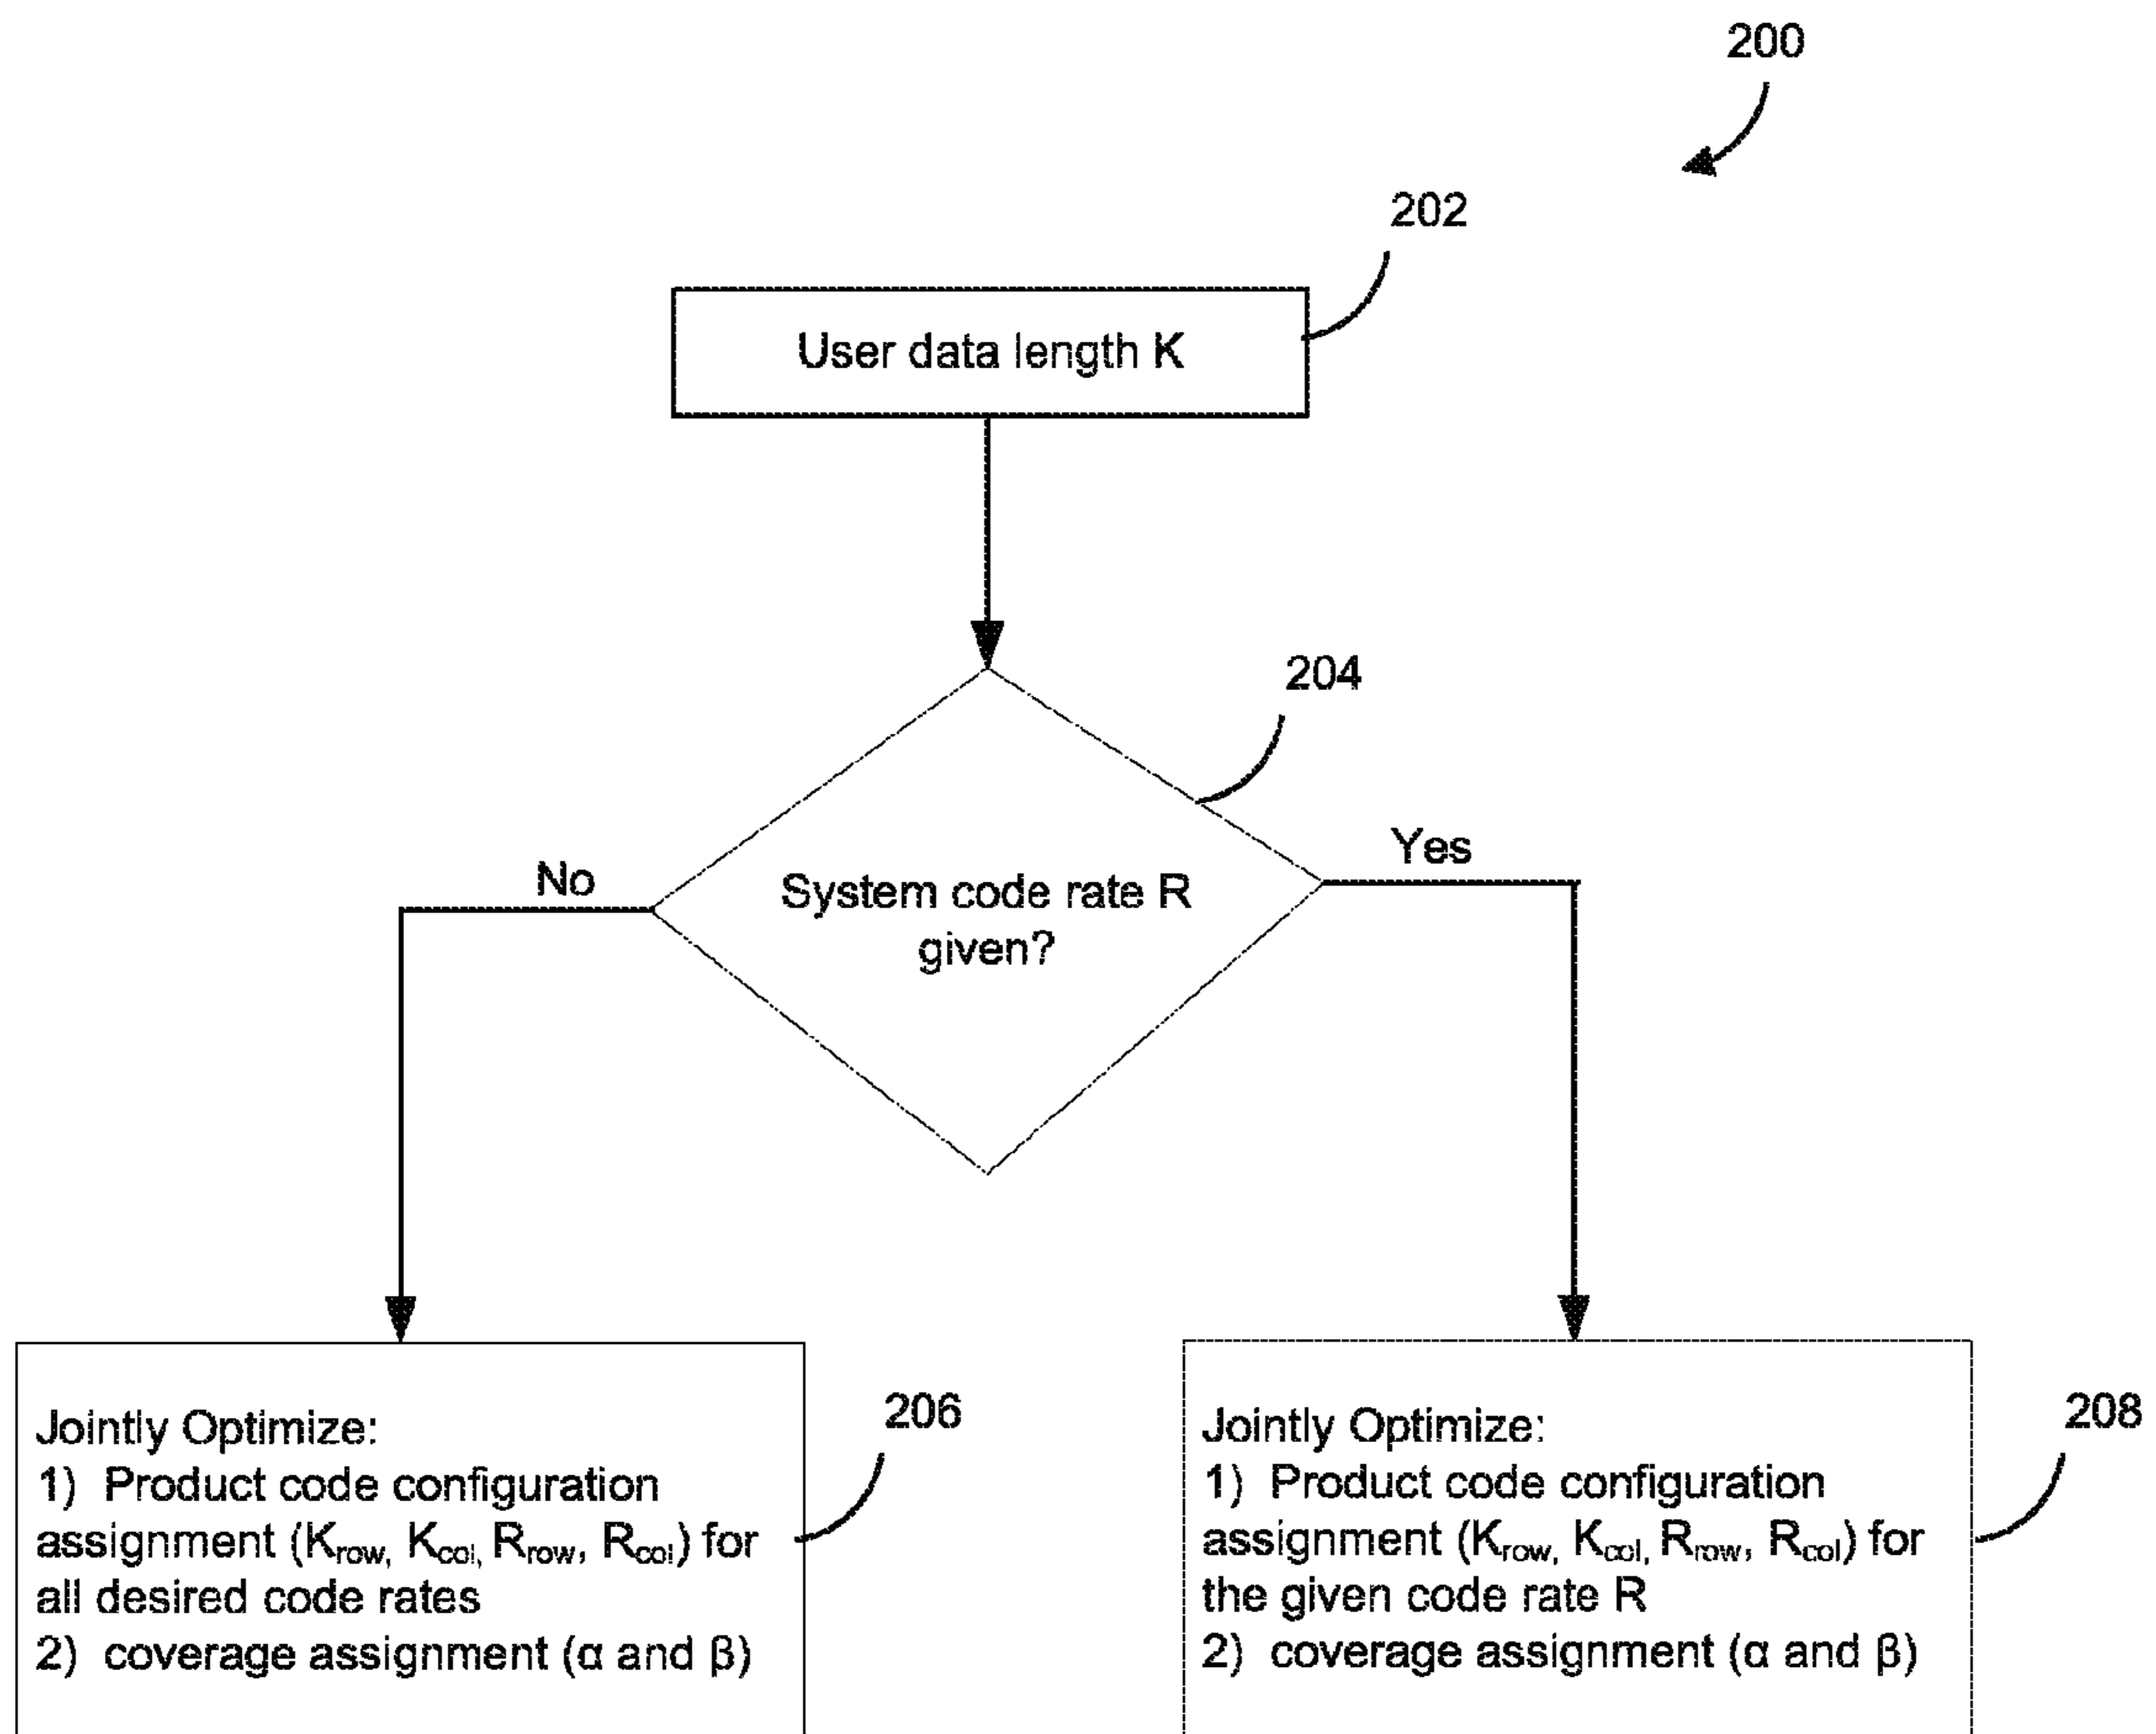 200
202
User data length K
204
No
Yes
System code rate R
given?
206
Jointly Optimize:
1) Product code configuration
assignment (Krow, Kcol, Rrow, Rcol) for
all desired code rates
2) coverage assignment (α and β)
208
Jointly Optimize:
1) Product code configuration
assignment (Krow, Kcol, Rrow, Rcol) for
the given code rate R
2) coverage assignment (α and β)